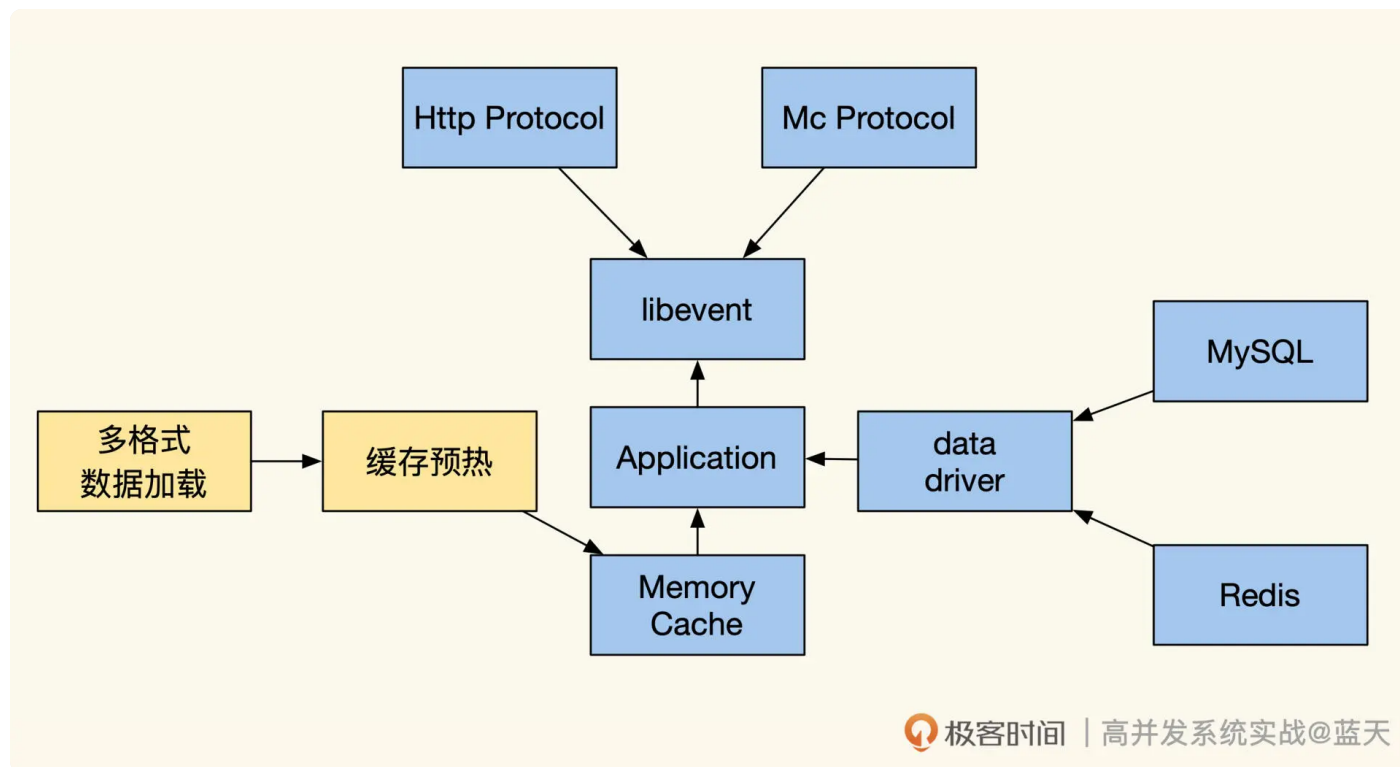 Http Protocol
Mc Protocol
libevent
MySQL
多格式
数据加载
缓存预热
Application
data
driver
Memory
Cache
Redis
极客时间 | 高并发系统实战@蓝天